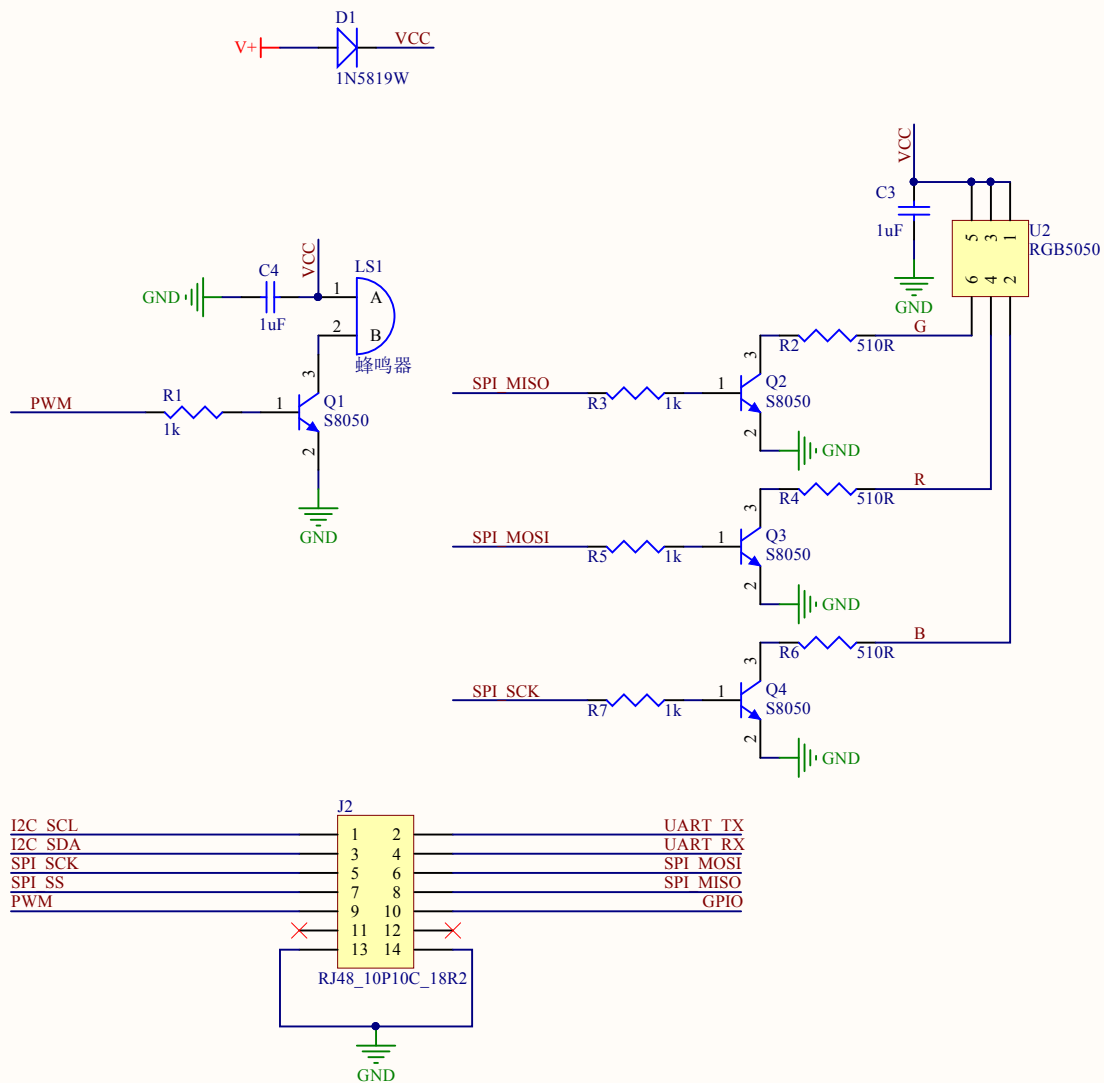 D1
V+
VCC
1N5819W
VCC
C3
1uF
GND
5
3
1
6
4
2
U2
RGB5050
VCC
C4
GND
1uF
LS1
1
A
2
B
蜂鸣器
3
PWM
R1
1k
1
Q1
S8050
2
GND
G
R2
510R
3
SPI_MISO
R3
1k
1
Q2
S8050
2
GND
R
R4
510R
3
SPI_MOSI
R5
1k
1
Q3
S8050
2
GND
B
R6
510R
3
SPI_SCK
R7
1k
1
Q4
S8050
2
GND
J2
I2C_SCL 1 2 UART_TX
I2C_SDA 3 4 UART_RX
SPI_SCK 5 6 SPI_MOSI
SPI_SS 7 8 SPI_MISO
PWM 9 10 GPIO
11 12
13 14
RJ48_10P10C_18R2
GND